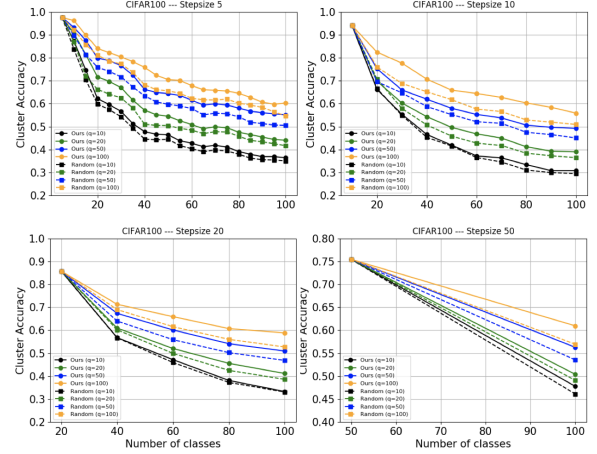 CIFAR100 --- Stepsize 5
Cluster Accuracy
1.0
0.9
0.8
0.7
0.6
0.5
0.4
0.3
0.2
Ours (q=10)
Ours (q=20)
Ours (q=50)
Ours (q=100)
Random (q=10)
Random (q=20)
Random (q=50)
Random (q=100)
20 40 60 80 100
CIFAR100 --- Stepsize 10
Cluster Accuracy
1.0
0.9
0.8
0.7
0.6
0.5
0.4
0.3
0.2
Ours (q=10)
Ours (q=20)
Ours (q=50)
Ours (q=100)
Random (q=10)
Random (q=20)
Random (q=50)
Random (q=100)
20 40 60 80 100
CIFAR100 --- Stepsize 20
Cluster Accuracy
1.0
0.9
0.8
0.7
0.6
0.5
0.4
0.3
0.2
Ours (q=10)
Ours (q=20)
Ours (q=50)
Ours (q=100)
Random (q=10)
Random (q=20)
Random (q=50)
Random (q=100)
20 40 60 80 100
Number of classes
CIFAR100 --- Stepsize 50
Cluster Accuracy
0.80
0.75
0.70
0.65
0.60
0.55
0.50
0.45
0.40
Ours (q=10)
Ours (q=20)
Ours (q=50)
Ours (q=100)
Random (q=10)
Random (q=20)
Random (q=50)
Random (q=100)
50 60 70 80 90 100
Number of classes